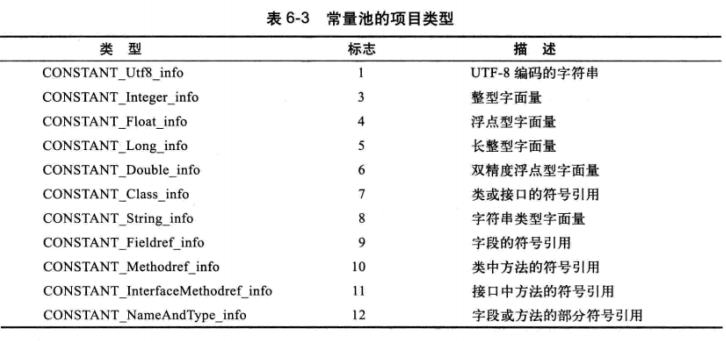 表 6-3 常量池的项目类型
类 型 标志 描 述
CONSTANT_Utf8_info 1 UTF-8 编码的字符串
CONSTANT_Integer_info 3 整型字面量
CONSTANT_Float_info 4 浮点型字面量
CONSTANT_Long_info 5 长整型字面量
CONSTANT_Double_info 6 双精度浮点型字面量
CONSTANT_Class_info 7 类或接口的符号引用
CONSTANT_String_info 8 字符串类型字面量
CONSTANT_Fieldref_info 9 字段的符号引用
CONSTANT_Methodref_info 10 类中方法的符号引用
CONSTANT_InterfaceMethodref_info 11 接口中方法的符号引用
CONSTANT_NameAndType_info 12 字段或方法的部分符号引用